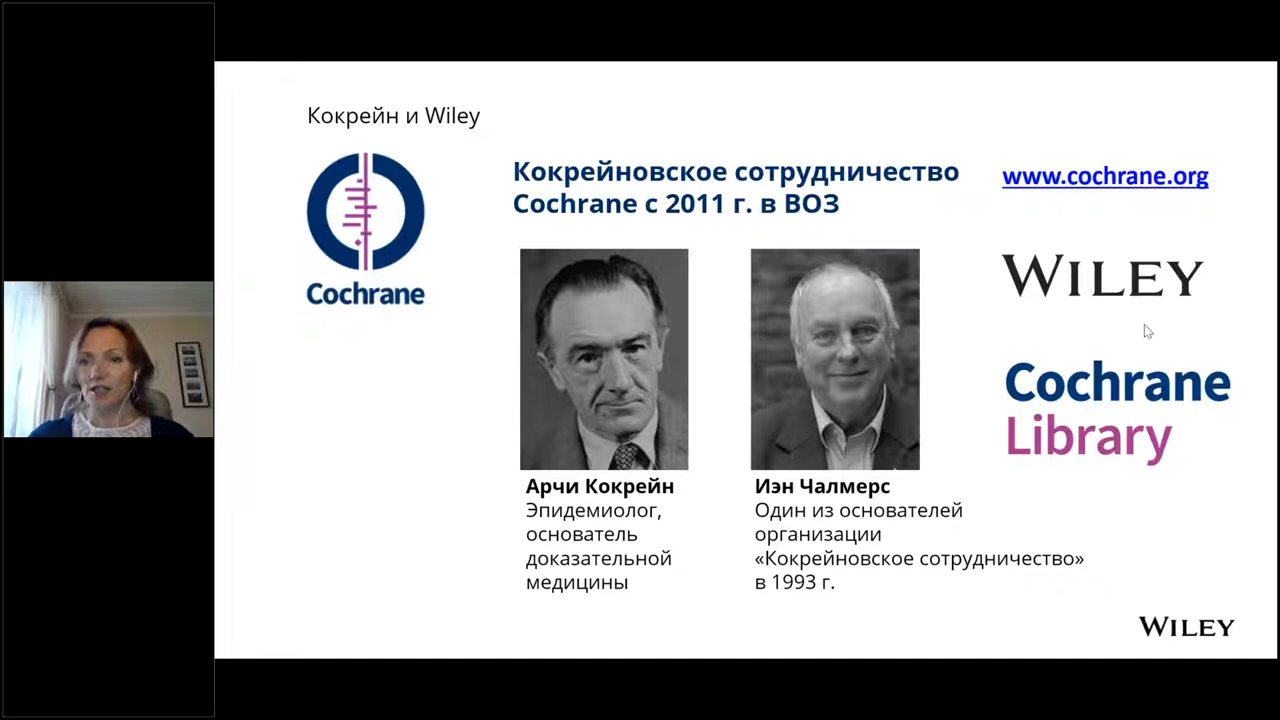 Кокрейн и Wiley
Cochrane
Кокрейновское сотрудничество
Cochrane с 2011 г. в ВОЗ
www.cochrane.org
WILEY
Cochrane
Library
Арчи Кокрейн
Эпидемиолог,
основатель
доказательной
медицины
Иэн Чалмерс
Один из основателей
организации
«Кокрейновское сотрудничество»
в 1993 г.
WILEY